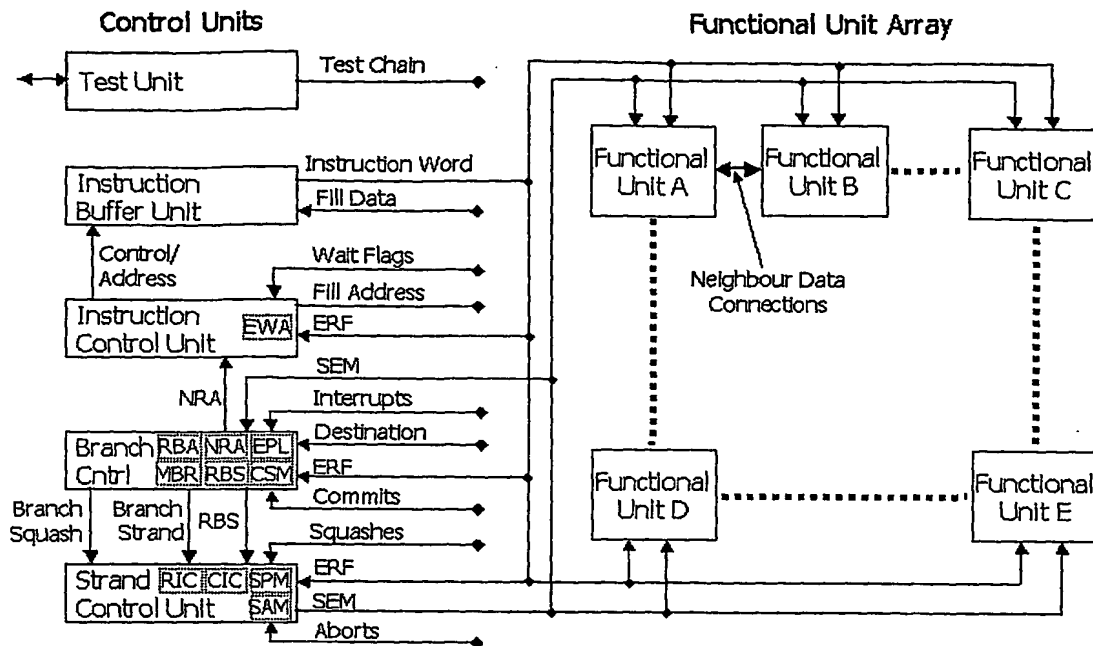 Control Units
Functional Unit Array
Test Unit
Test Chain
Instruction
Buffer Unit
Instruction Word
Fill Data
Control/
Address
Wait Flags
Fill Address
Instruction
Control Unit
EWA
ERF
NRA
SEM
Interrupts
Destination
Branch
Cntrl
RBA NRA EPL
MBR RBS CSM
ERF
Commits
Branch
Squash
Branch
Strand
RBS
Squashes
Strand
Control Unit
RIC CIC SPM
SAM
ERF
SEM
Aborts
Functional
Unit A
Functional
Unit B
Functional
Unit C
Neighbour Data
Connections
Functional
Unit D
Functional
Unit E